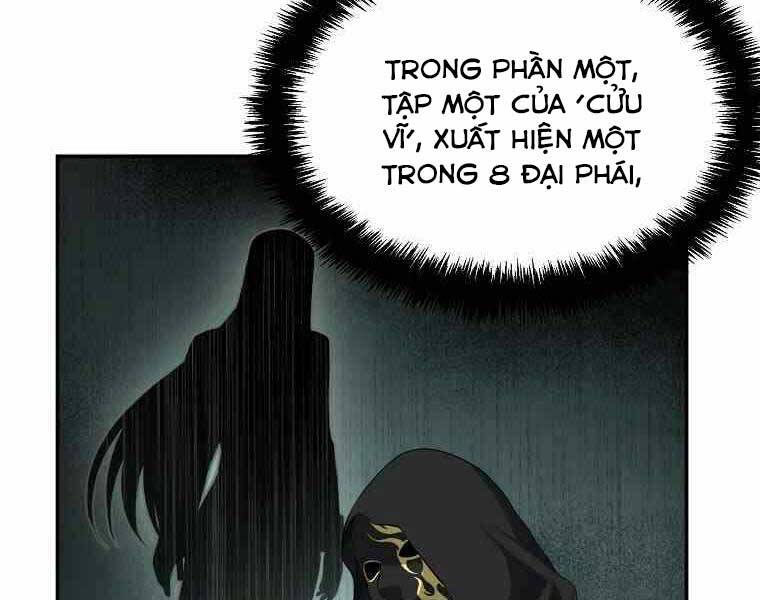 TRONG PHẦN MỘT,
TẬP MỘT CỦA 'CỬU
VĨ', XUẤT HIỆN MỘT
TRONG 8 ĐẠI PHÁI,